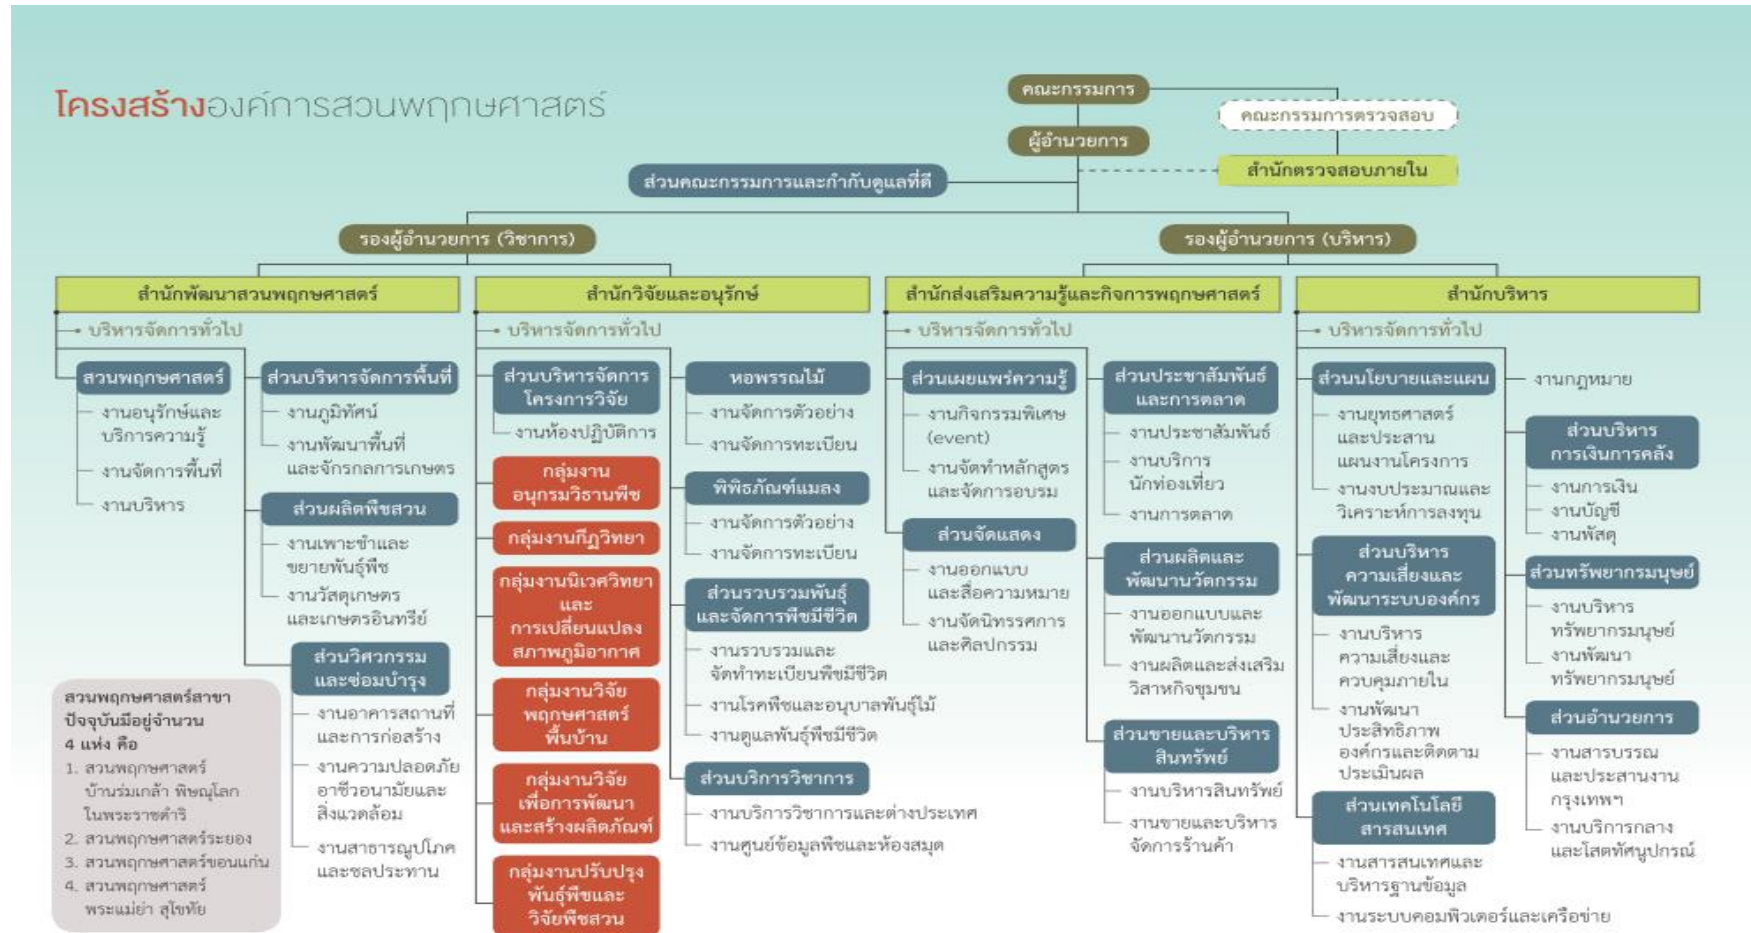 โครงสร้างองค์การสวนพฤกษศาสตร์
คณะกรรมการ
คณะกรรมการตรวจสอบ
ผู้อำนวยการ
สำนักตรวจสอบภายใน
ส่วนคณะกรรมการและกำกับดูแลที่ดี
รองผู้อำนวยการ (วิชาการ)
รองผู้อำนวยการ (บริหาร)
สำนักพัฒนาสวนพฤกษศาสตร์
บริหารจัดการทั่วไป
สวนพฤกษศาสตร์
งานอนุรักษ์และ
บริการความรู้
งานจัดการพื้นที่
งานบริหาร
ส่วนบริหารจัดการพื้นที่
งานภูมิทัศน์
งานพัฒนาพื้นที่
และจักรกลการเกษตร
ส่วนผลิตพืชสวน
งานเพาะชำและ
ขยายพันธุ์พืช
งานวัสดุเกษตร
และเกษตรอินทรีย์
ส่วนวิศวกรรม
และซ่อมบำรุง
งานอาคารสถานที่
และการก่อสร้าง
งานความปลอดภัย
อาชีวอนามัยและ
สิ่งแวดล้อม
งานสาธารณูปโภค
และชลประทาน
สวนพฤกษศาสตร์สาขา
ปัจจุบันมีอยู่จำนวน
4 แห่ง คือ
1. สวนพฤกษศาสตร์
บ้านร่มเกล้า พิษณุโลก
ในพระราชดำริ
2. สวนพฤกษศาสตร์ระยอง
3. สวนพฤกษศาสตร์ขอนแก่น
4. สวนพฤกษศาสตร์
พระแม่ย่า สุโขทัย
สำนักวิจัยและอนุรักษ์
บริหารจัดการทั่วไป
ส่วนบริหารจัดการ
โครงการวิจัย
งานห้องปฏิบัติการ
กลุ่มงาน
อนุกรมวิธานพืช
กลุ่มงานกีฏวิทยา
กลุ่มงานนิเวศวิทยา
และ
การเปลี่ยนแปลง
สภาพภูมิอากาศ
กลุ่มงานวิจัย
พฤกษศาสตร์
พื้นบ้าน
กลุ่มงานวิจัย
เพื่อการพัฒนา
และสร้างผลิตภัณฑ์
กลุ่มงานปรับปรุง
พันธุ์พืชและ
วิจัยพืชสวน
หอพรรณไม้
งานจัดการตัวอย่าง
งานจัดการทะเบียน
พิพิธภัณฑ์แมลง
งานจัดการตัวอย่าง
งานจัดการทะเบียน
ส่วนรวบรวมพันธุ์
และจัดการพืชมีชีวิต
งานรวบรวมและ
จัดทำทะเบียนพืชมีชีวิต
งานโรคพืชและอนุบาลพันธุ์ไม้
งานดูแลพันธุ์พืชมีชีวิต
ส่วนบริการวิชาการ
งานบริการวิชาการและต่างประเทศ
งานศูนย์ข้อมูลพืชและห้องสมุด
สำนักส่งเสริมความรู้และกิจการพฤกษศาสตร์
บริหารจัดการทั่วไป
ส่วนเผยแพร่ความรู้
งานกิจกรรมพิเศษ
(event)
งานจัดทำหลักสูตร
และจัดการอบรม
ส่วนจัดแสดง
งานออกแบบ
และสื่อความหมาย
งานจัดนิทรรศการ
และศิลปกรรม
ส่วนประชาสัมพันธ์
และการตลาด
งานประชาสัมพันธ์
งานบริการ
นักท่องเที่ยว
งานการตลาด
ส่วนผลิตและ
พัฒนานวัตกรรม
งานออกแบบและ
พัฒนานวัตกรรม
งานผลิตและส่งเสริม
วิสาหกิจชุมชน
ส่วนขายและบริหาร
สินทรัพย์
งานบริหารสินทรัพย์
งานขายและบริหาร
จัดการร้านค้า
สำนักบริหาร
บริหารจัดการทั่วไป
ส่วนนโยบายและแผน
งานยุทธศาสตร์
และประสาน
แผนงานโครงการ
งานงบประมาณและ
วิเคราะห์การลงทุน
ส่วนบริหาร
ความเสี่ยงและ
พัฒนาระบบองค์กร
งานบริหาร
ความเสี่ยงและ
ควบคุมภายใน
งานพัฒนา
ประสิทธิภาพ
องค์กรและติดตาม
ประเมินผล
ส่วนเทคโนโลยี
สารสนเทศ
งานสารสนเทศและ
บริหารฐานข้อมูล
งานระบบคอมพิวเตอร์และเครือข่าย
งานกฎหมาย
ส่วนบริหาร
การเงินการคลัง
งานการเงิน
งานบัญชี
งานพัสดุ
ส่วนทรัพยากรมนุษย์
งานบริหาร
ทรัพยากรมนุษย์
งานพัฒนา
ทรัพยากรมนุษย์
ส่วนอำนวยการ
งานสารบรรณ
และประสานงาน
กรุงเทพฯ
งานบริการกลาง
และโสตทัศนูปกรณ์